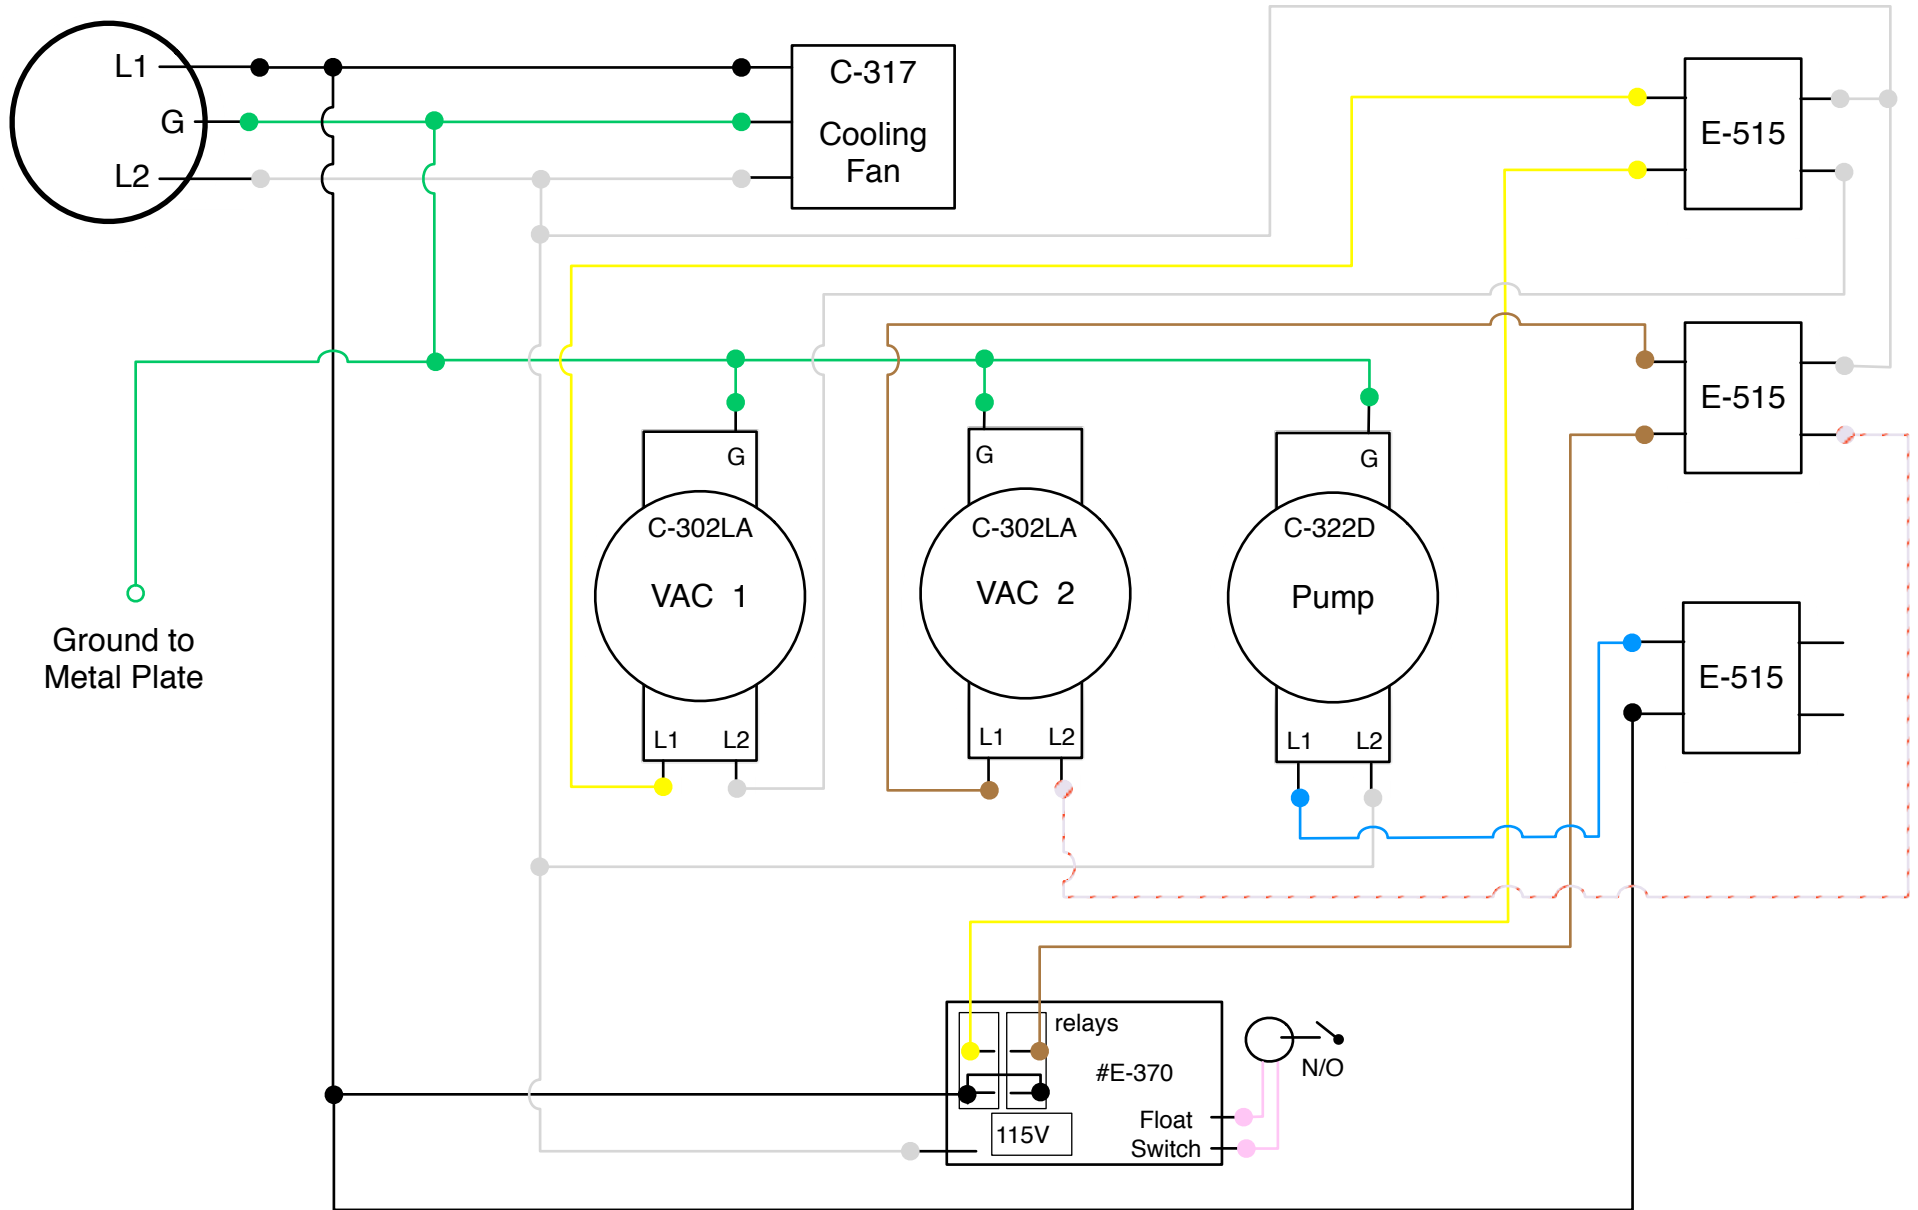 L1
G
L2
C-317
Cooling
Fan
E-515
E-515
E-515
G
C-302LA
VAC 1
L1 L2
G
C-302LA
VAC 2
L1 L2
G
C-322D
Pump
L1 L2
Ground to
Metal Plate
relays
#E-370
115V
Float
Switch
N/O